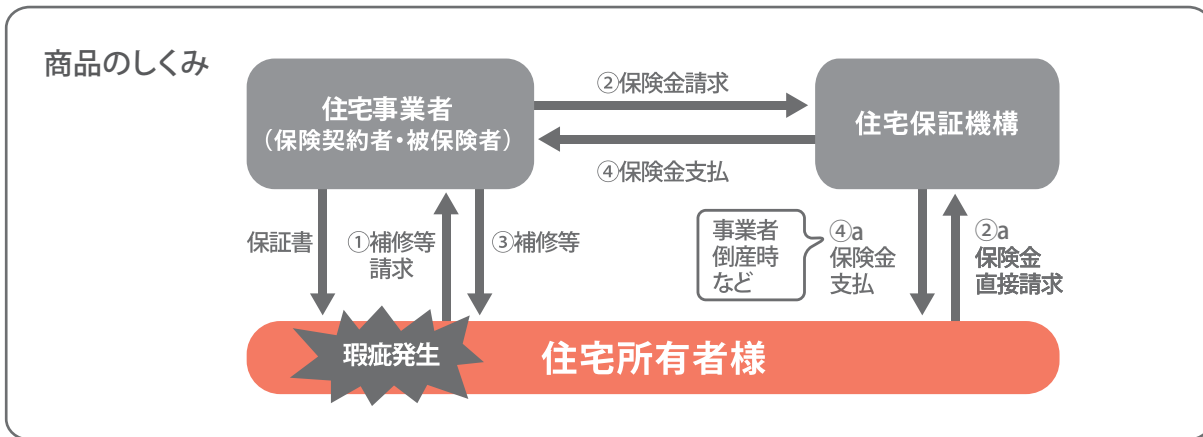 商品のしくみ
住宅事業者
（保険契約者・被保険者）
②保険金請求
④保険金支払
住宅保証機構
保証書
①補修等
請求
③補修等
事業者
倒産時
など
④a
保険金
支払
②a
保険金
直接請求
瑕疵発生
住宅所有者様